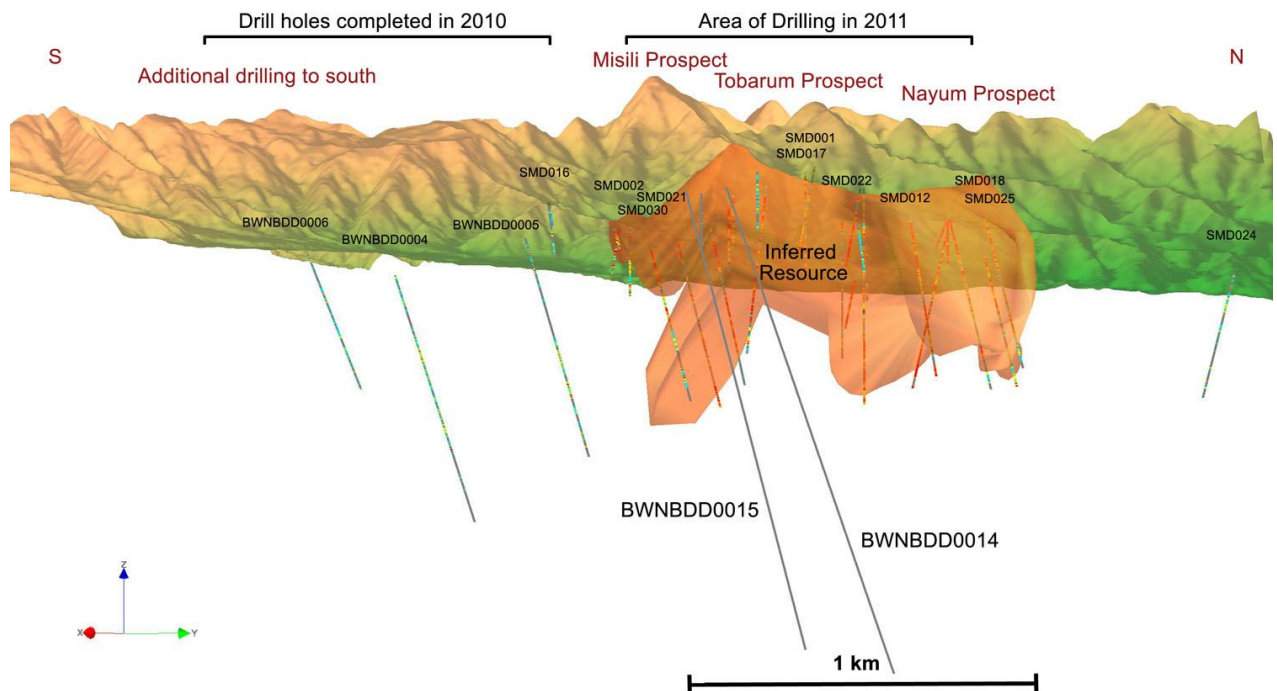 Drill holes completed in 2010
Area of Drilling in 2011
S
Additional drilling to south
Misili Prospect
Tobarum Prospect
Nayum Prospect
N
SMD001
SMD017
SMD016
SMD002
SMD021
SMD030
SMD022
SMD012
SMD018
SMD025
BWNBDD0006
BWNBDD0004
BWNBDD0005
SMD024
Inferred
Resource
BWNBDD0015
BWNBDD0014
Z
X
Y
1 km